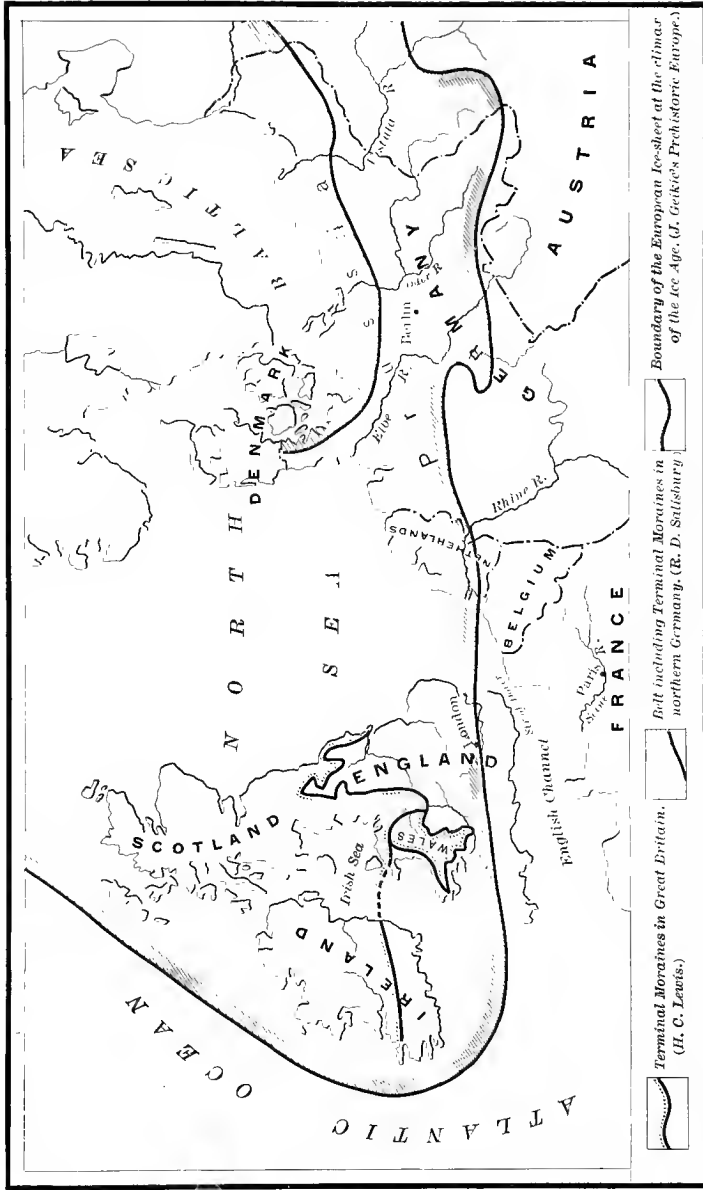 ATLANTIC OCEAN
NORTH SEA
BALTIC SEA
SCOTLAND
IRELAND
Irish Sea
ENGLAND
WALES
London
English Channel
DENMARK
NETHERLANDS
BELGIUM
FRANCE
Paris
Seine R.
Rhine R.
Elbe R.
Berlin
Oder R.
Vistula R.
Prussia
GERMANY
AUSTRIA
Terminal Moraines in Great Britain.
(H. C. Lewis.)
Belt including Terminal Moraines in
northern Germany. (R. D. Salisbury)
Boundary of the European Ice-sheet at the climax
of the Ice Age. (J. Geikie's Prehistoric Europe.)